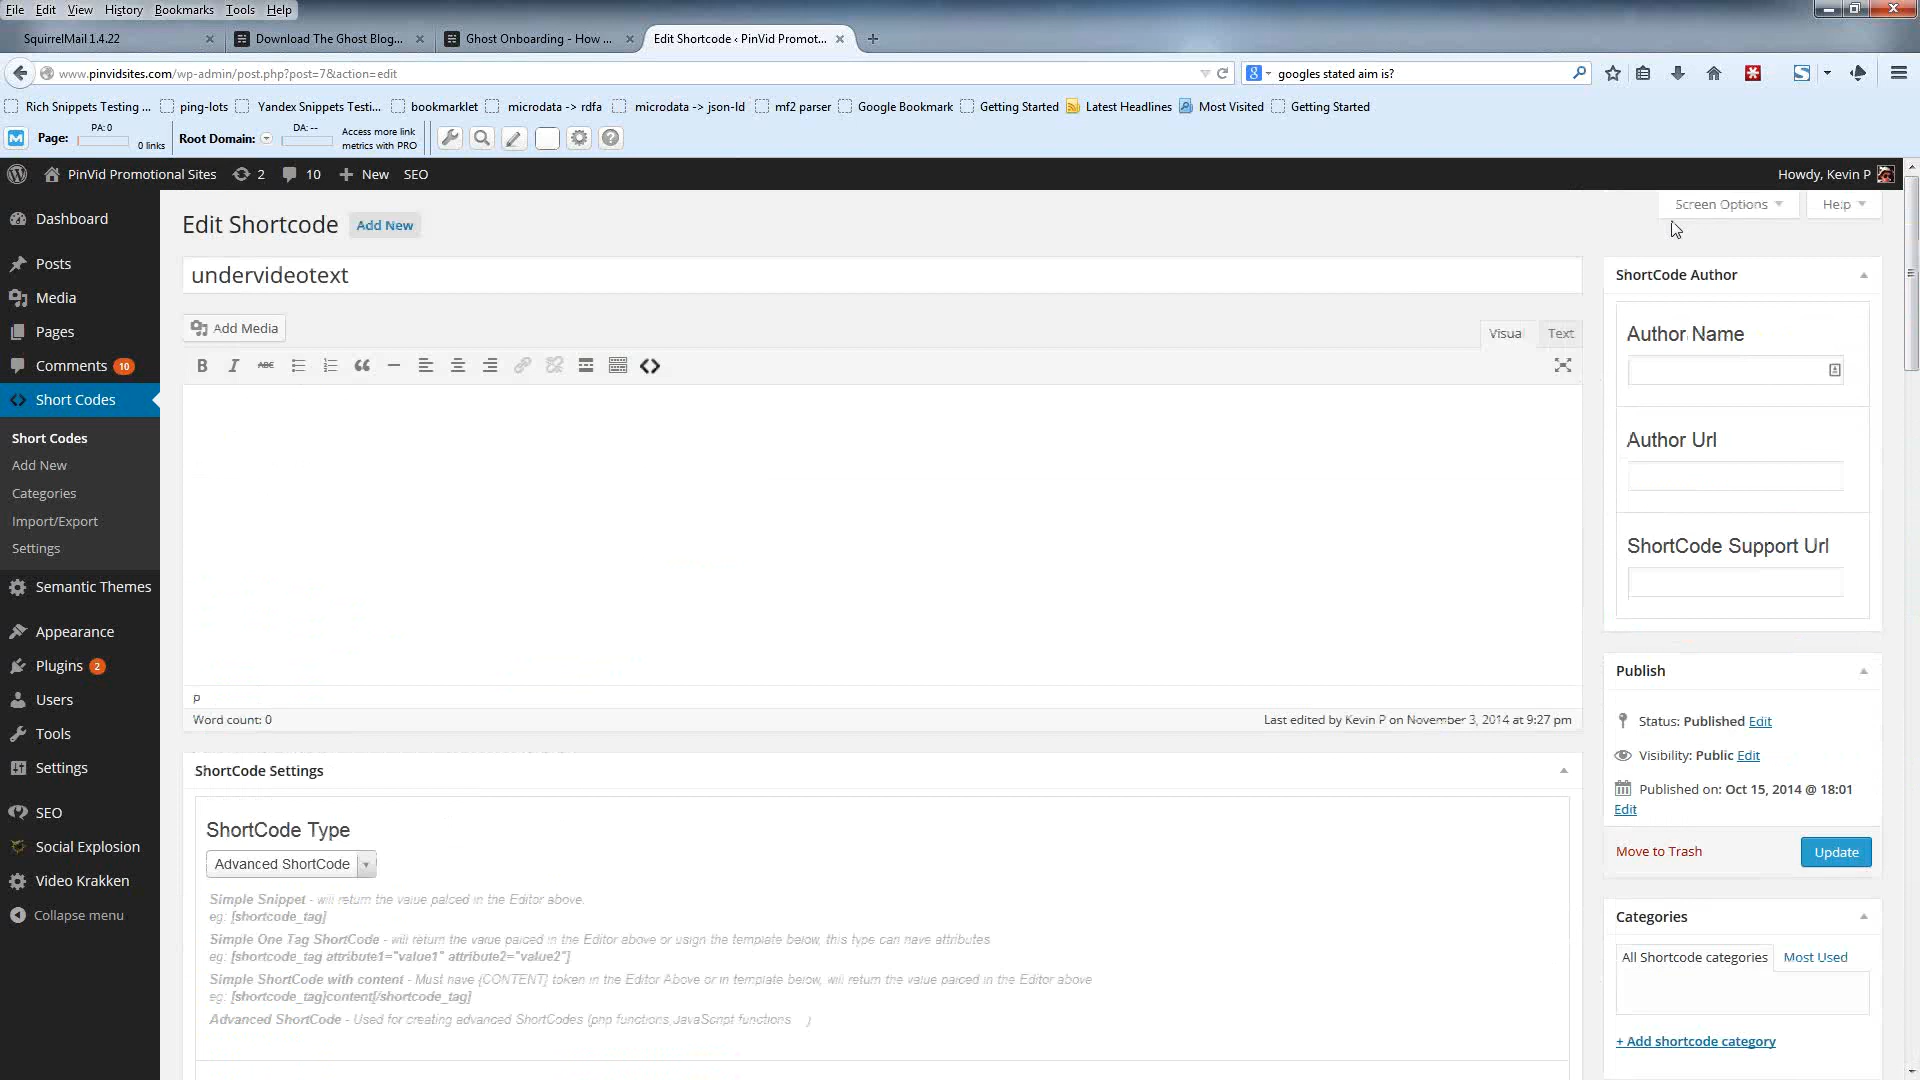 File Edit View History Bookmarks Tools Help
SquirrelMail 1.4.22
Download The Ghost Blog...
Ghost Onboarding - How ...
Edit Shortcode ‹ PinVid Promot...
www.pinvidsites.com/wp-admin/post.php?post=7&action=edit
googles stated aim is?
Rich Snippets Testing ... ping-lots Yandex Snippets Testi... bookmarklet microdata -> rdfa microdata -> json-ld mf2 parser Google Bookmark Getting Started Latest Headlines Most Visited Getting Started
Page: PA: 0 0 links Root Domain: DA: -- Access more link metrics with PRO
PinVid Promotional Sites 2 10 New SEO Howdy, Kevin P
Screen Options Help
Dashboard
Posts
Media
Pages
Comments 10
Short Codes
Short Codes
Add New
Categories
Import/Export
Settings
Semantic Themes
Appearance
Plugins 2
Users
Tools
Settings
SEO
Social Explosion
Video Krakken
Collapse menu
Edit Shortcode Add New
undervideotext
Add Media
Visua Text
B I ABC
p
Word count: 0 Last edited by Kevin P on November 3, 2014 at 9:27 pm
ShortCode Settings
ShortCode Type
Advanced ShortCode
Simple Snippet - will return the value palced in the Editor above.
eg: [shortcode_tag]
Simple One Tag ShortCode - will return the value palced in the Editor above or usign the template below, this type can have attributes
eg: [shortcode_tag attribute1="value1" attribute2="value2"]
Simple ShortCode with content - Must have {CONTENT} token in the Editor Above or in template below, will return the value palced in the Editor above
eg: [shortcode_tag]content[/shortcode_tag]
Advanced ShortCode - Used for creating advanced ShortCodes (php functions,JavaScript functions )
ShortCode Author
Author Name
Author Url
ShortCode Support Url
Publish
Status: Published Edit
Visibility: Public Edit
Published on: Oct 15, 2014 @ 18:01
Edit
Move to Trash Update
Categories
All Shortcode categories Most Used
+ Add shortcode category